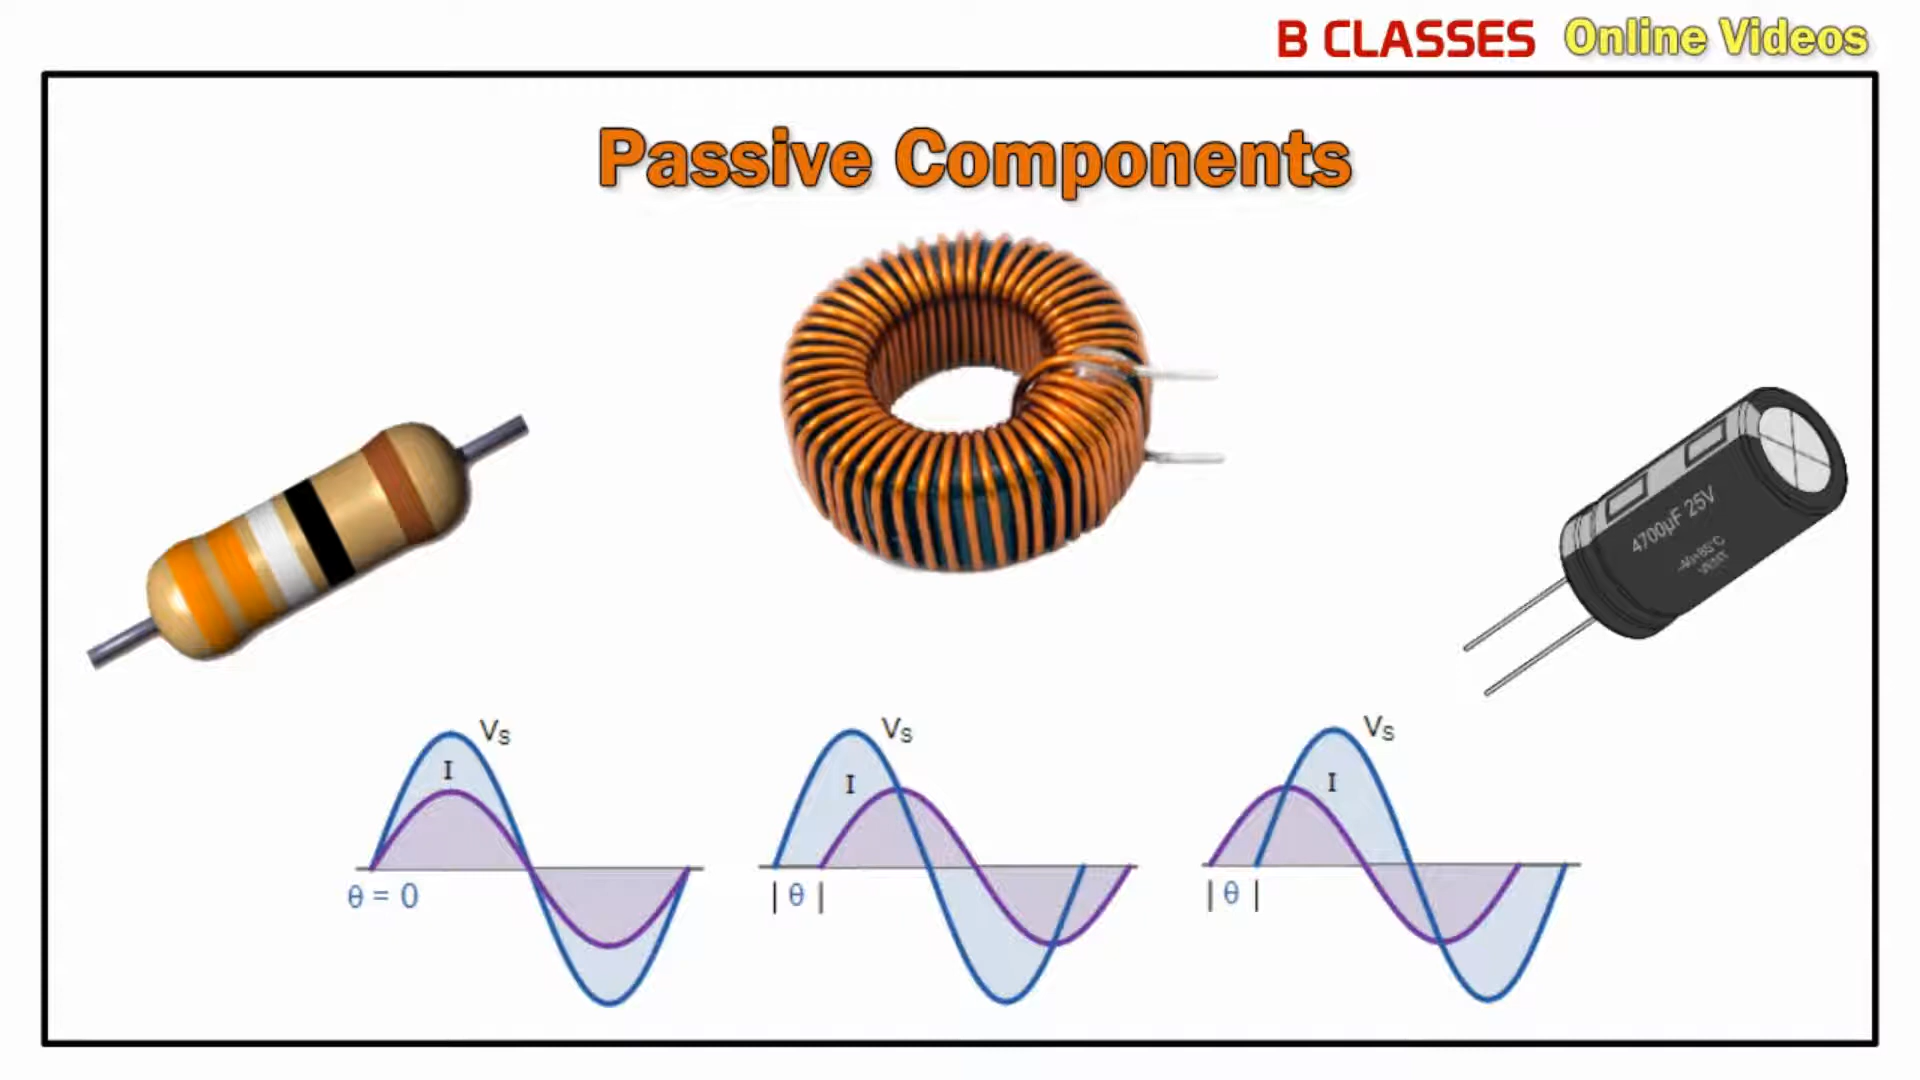 B CLASSES Online Videos
Passive Components
4700µF 25V
Vs
I
θ = 0
Vs
I
| θ |
Vs
I
| θ |